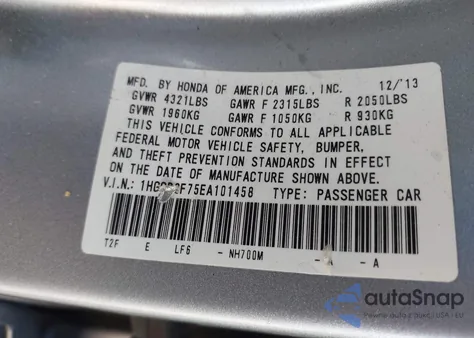 MFD. BY HONDA OF AMERICA MFG., INC. 12/'13
GVWR 4321LBS GAWR F 2315LBS R 2050LBS
GVWR 1960KG GAWR F 1050KG R 930KG
THIS VEHICLE CONFORMS TO ALL APPLICABLE
FEDERAL MOTOR VEHICLE SAFETY, BUMPER,
AND THEFT PREVENTION STANDARDS IN EFFECT
ON THE DATE OF MANUFACTURE SHOWN ABOVE.
V.I.N.: TYPE: PASSENGER CAR
T2F E LF6 -NH700M - A - A
autoSnap